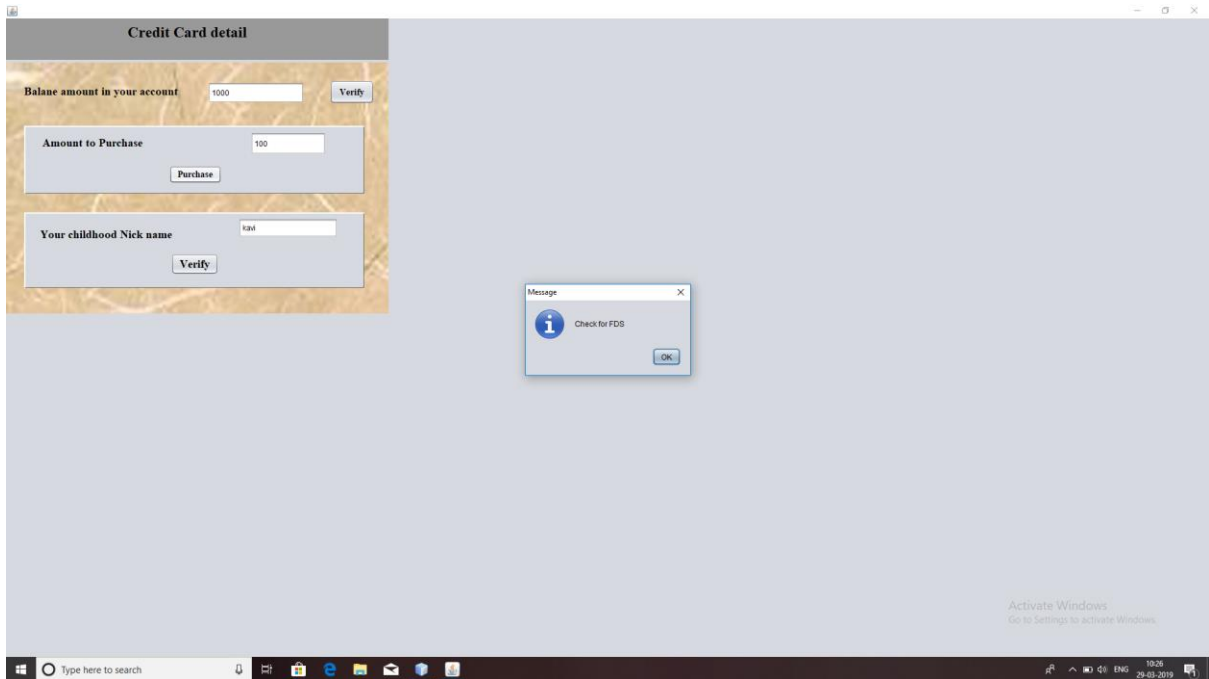 Credit Card detail
Balane amount in your account 1000 Verify
Amount to Purchase 100
Purchase
Your childhood Nick name kavi
Verify
Message
Check for FDS
OK
Activate Windows
Go to Settings to activate Windows.
Type here to search
ENG 10:26
29-03-2019